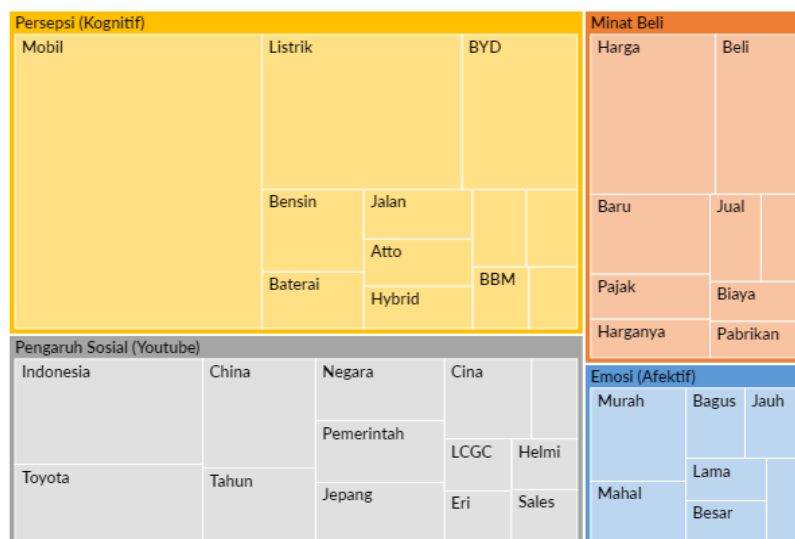 Persepsi (Kognitif)
Mobil
Listrik
BYD
Bensin
Jalan
Atto
Baterai
Hybrid
BBM
Minat Beli
Harga
Beli
Baru
Jual
Pajak
Biaya
Harganya
Pabrikan
Pengaruh Sosial (Youtube)
Indonesia
China
Negara
Cina
Pemerintah
LCGC
Helmi
Toyota
Tahun
Jepang
Eri
Sales
Emosi (Afektif)
Murah
Bagus
Jauh
Lama
Mahal
Besar